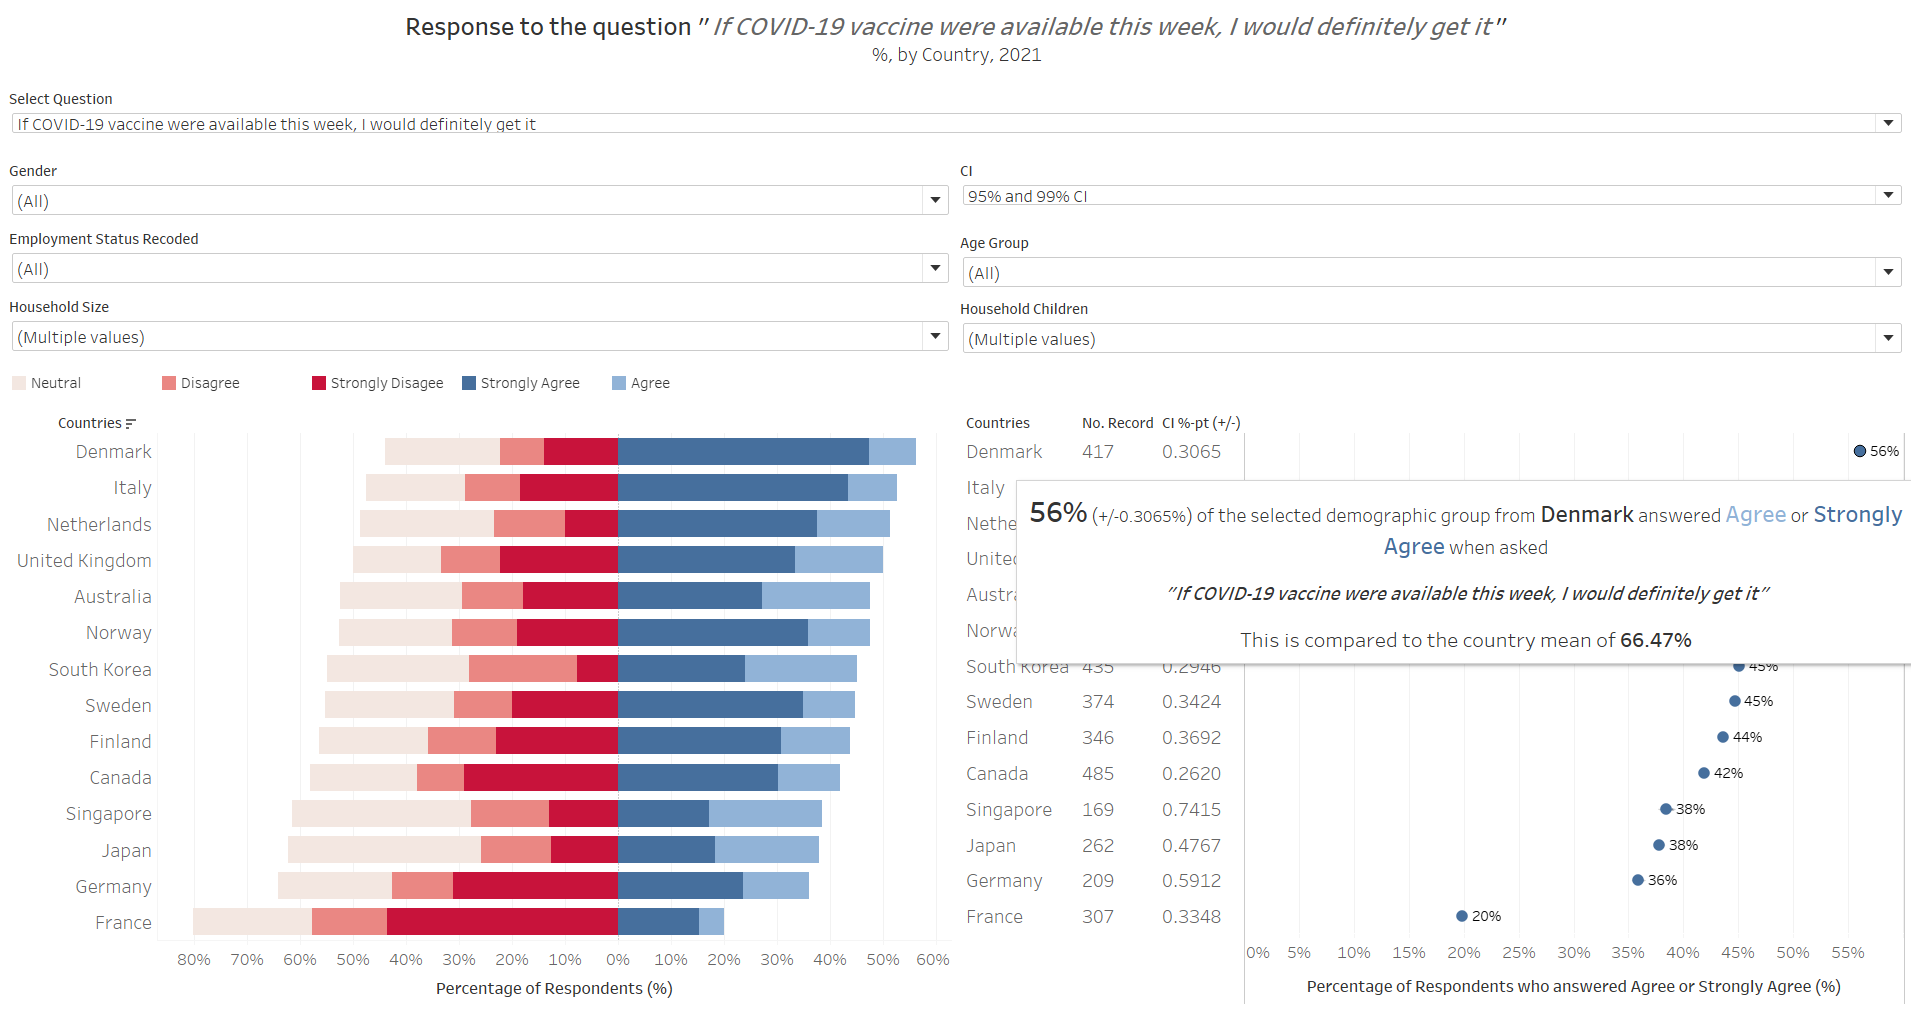 Response to the question " If COVID-19 vaccine were available this week, I would definitely get it"
%, by Country, 2021
Select Question
If COVID-19 vaccine were available this week, I would definitely get it
Gender
CI
(All)
95% and 99% CI
Employment Status Recoded
Age Group
(All)
(All)
Household Size
Household Children
(Multiple values)
(Multiple values)
Neutral Disagree Strongly Disagee Strongly Agree Agree
Countries
Denmark
Italy
Netherlands
United Kingdom
Australia
Norway
South Korea
Sweden
Finland
Canada
Singapore
Japan
Germany
France
80% 70% 60% 50% 40% 30% 20% 10% 0% 10% 20% 30% 40% 50% 60%
Percentage of Respondents (%)
Countries No. Record CI %-pt (+/-)
Denmark 417 0.3065 56%
Italy
Nethe
United
Austra
Norwa
56% (+/-0.3065%) of the selected demographic group from Denmark answered Agree or Strongly
Agree when asked
"If COVID-19 vaccine were available this week, I would definitely get it"
This is compared to the country mean of 66.47%
South Korea 435 0.2946 45%
Sweden 374 0.3424 45%
Finland 346 0.3692 44%
Canada 485 0.2620 42%
Singapore 169 0.7415 38%
Japan 262 0.4767 38%
Germany 209 0.5912 36%
France 307 0.3348 20%
0% 5% 10% 15% 20% 25% 30% 35% 40% 45% 50% 55%
Percentage of Respondents who answered Agree or Strongly Agree (%)